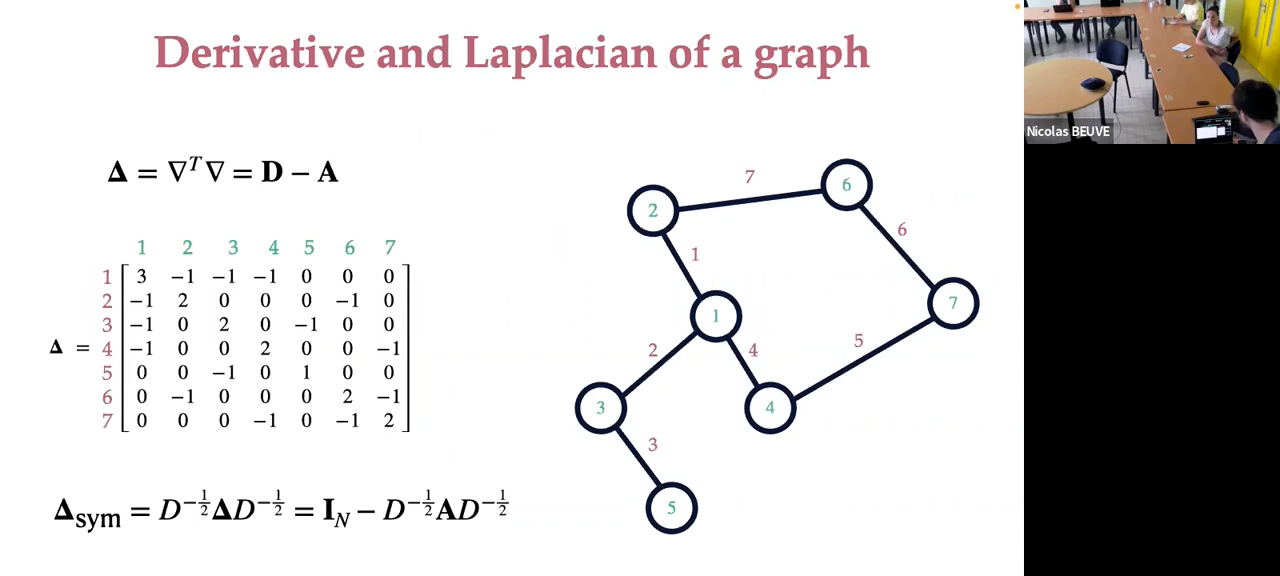 Derivative and Laplacian of a graph
Δ = ∇ᵀ∇ = D − A
1 2 3 4 5 6 7
1 3 −1 −1 −1 0 0 0
2 −1 2 0 0 0 −1 0
3 −1 0 2 0 −1 0 0
Δ = 4 −1 0 0 2 0 0 −1
5 0 0 −1 0 1 0 0
6 0 −1 0 0 0 2 −1
7 0 0 0 −1 0 −1 2
Δsym = D^−1/2 Δ D^−1/2 = I_N − D^−1/2 A D^−1/2
7
6
2
6
1
7
1
5
2
4
3
4
3
5
Nicolas BEUVE